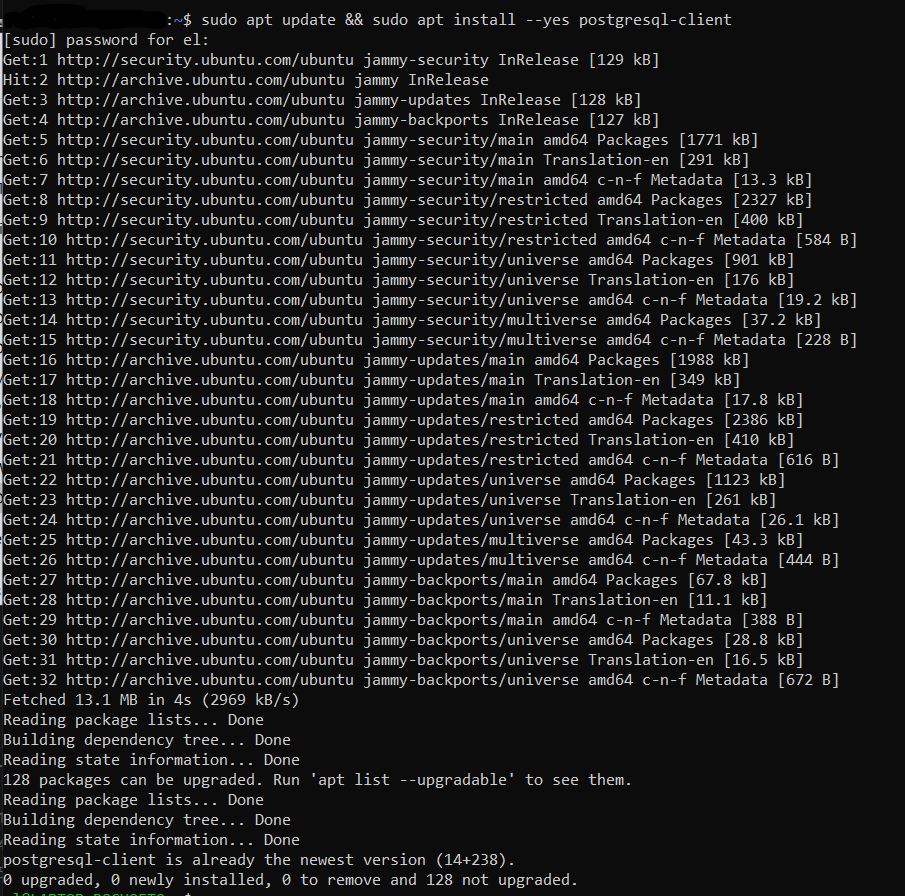 :~$ sudo apt update && sudo apt install --yes postgresql-client
[sudo] password for el:
Get:1 http://security.ubuntu.com/ubuntu jammy-security InRelease [129 kB]
Hit:2 http://archive.ubuntu.com/ubuntu jammy InRelease
Get:3 http://archive.ubuntu.com/ubuntu jammy-updates InRelease [128 kB]
Get:4 http://archive.ubuntu.com/ubuntu jammy-backports InRelease [127 kB]
Get:5 http://security.ubuntu.com/ubuntu jammy-security/main amd64 Packages [1771 kB]
Get:6 http://security.ubuntu.com/ubuntu jammy-security/main Translation-en [291 kB]
Get:7 http://security.ubuntu.com/ubuntu jammy-security/main amd64 c-n-f Metadata [13.3 kB]
Get:8 http://security.ubuntu.com/ubuntu jammy-security/restricted amd64 Packages [2327 kB]
Get:9 http://security.ubuntu.com/ubuntu jammy-security/restricted Translation-en [400 kB]
Get:10 http://security.ubuntu.com/ubuntu jammy-security/restricted amd64 c-n-f Metadata [584 B]
Get:11 http://security.ubuntu.com/ubuntu jammy-security/universe amd64 Packages [901 kB]
Get:12 http://security.ubuntu.com/ubuntu jammy-security/universe Translation-en [176 kB]
Get:13 http://security.ubuntu.com/ubuntu jammy-security/universe amd64 c-n-f Metadata [19.2 kB]
Get:14 http://security.ubuntu.com/ubuntu jammy-security/multiverse amd64 Packages [37.2 kB]
Get:15 http://security.ubuntu.com/ubuntu jammy-security/multiverse amd64 c-n-f Metadata [228 B]
Get:16 http://archive.ubuntu.com/ubuntu jammy-updates/main amd64 Packages [1988 kB]
Get:17 http://archive.ubuntu.com/ubuntu jammy-updates/main Translation-en [349 kB]
Get:18 http://archive.ubuntu.com/ubuntu jammy-updates/main amd64 c-n-f Metadata [17.8 kB]
Get:19 http://archive.ubuntu.com/ubuntu jammy-updates/restricted amd64 Packages [2386 kB]
Get:20 http://archive.ubuntu.com/ubuntu jammy-updates/restricted Translation-en [410 kB]
Get:21 http://archive.ubuntu.com/ubuntu jammy-updates/restricted amd64 c-n-f Metadata [616 B]
Get:22 http://archive.ubuntu.com/ubuntu jammy-updates/universe amd64 Packages [1123 kB]
Get:23 http://archive.ubuntu.com/ubuntu jammy-updates/universe Translation-en [261 kB]
Get:24 http://archive.ubuntu.com/ubuntu jammy-updates/universe amd64 c-n-f Metadata [26.1 kB]
Get:25 http://archive.ubuntu.com/ubuntu jammy-updates/multiverse amd64 Packages [43.3 kB]
Get:26 http://archive.ubuntu.com/ubuntu jammy-updates/multiverse amd64 c-n-f Metadata [444 B]
Get:27 http://archive.ubuntu.com/ubuntu jammy-backports/main amd64 Packages [67.8 kB]
Get:28 http://archive.ubuntu.com/ubuntu jammy-backports/main Translation-en [11.1 kB]
Get:29 http://archive.ubuntu.com/ubuntu jammy-backports/main amd64 c-n-f Metadata [388 B]
Get:30 http://archive.ubuntu.com/ubuntu jammy-backports/universe amd64 Packages [28.8 kB]
Get:31 http://archive.ubuntu.com/ubuntu jammy-backports/universe Translation-en [16.5 kB]
Get:32 http://archive.ubuntu.com/ubuntu jammy-backports/universe amd64 c-n-f Metadata [672 B]
Fetched 13.1 MB in 4s (2969 kB/s)
Reading package lists... Done
Building dependency tree... Done
Reading state information... Done
128 packages can be upgraded. Run 'apt list --upgradable' to see them.
Reading package lists... Done
Building dependency tree... Done
Reading state information... Done
postgresql-client is already the newest version (14+238).
0 upgraded, 0 newly installed, 0 to remove and 128 not upgraded.